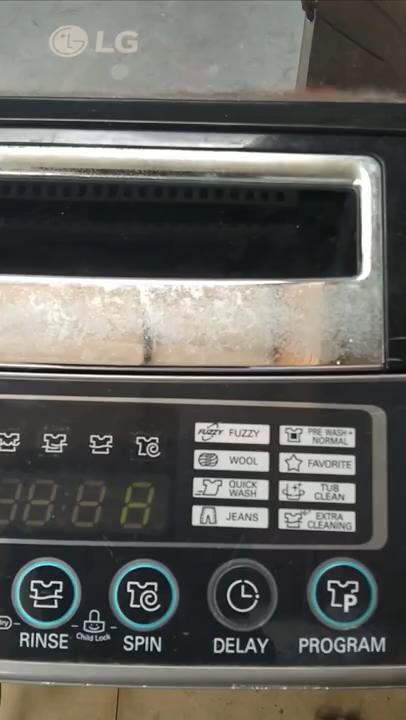 LG
FUZZY FUZZY
PRE WASH+
NORMAL
WOOL
FAVORITE
QUICK
WASH
TUB
CLEAN
JEANS
EXTRA
CLEANING
RINSE
Child Lock
SPIN
DELAY
P
PROGRAM